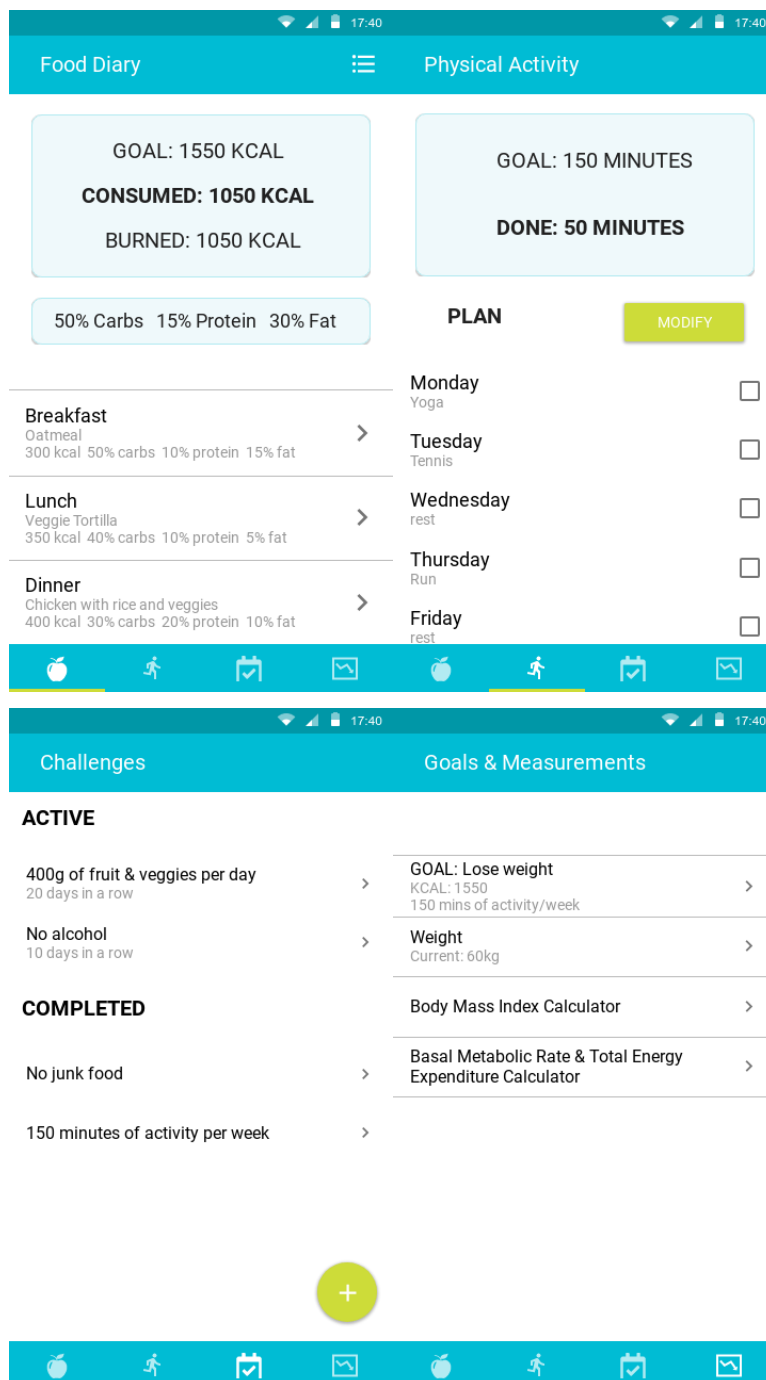 17:40
Food Diary
GOAL: 1550 KCAL
CONSUMED: 1050 KCAL
BURNED: 1050 KCAL
50% Carbs 15% Protein 30% Fat
Breakfast
Oatmeal
300 kcal 50% carbs 10% protein 15% fat
Lunch
Veggie Tortilla
350 kcal 40% carbs 10% protein 5% fat
Dinner
Chicken with rice and veggies
400 kcal 30% carbs 20% protein 10% fat
17:40
Physical Activity
GOAL: 150 MINUTES
DONE: 50 MINUTES
PLAN
MODIFY
Monday
Yoga
Tuesday
Tennis
Wednesday
rest
Thursday
Run
Friday
rest
17:40
Challenges
ACTIVE
400g of fruit & veggies per day
20 days in a row
No alcohol
10 days in a row
COMPLETED
No junk food
150 minutes of activity per week
+
17:40
Goals & Measurements
GOAL: Lose weight
KCAL: 1550
150 mins of activity/week
Weight
Current: 60kg
Body Mass Index Calculator
Basal Metabolic Rate & Total Energy
Expenditure Calculator